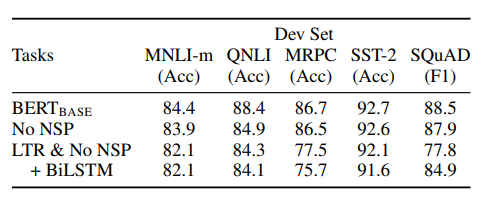 Dev Set
Tasks MNLI-m QNLI MRPC SST-2 SQuAD
(Acc) (Acc) (Acc) (Acc) (F1)
BERTBASE 84.4 88.4 86.7 92.7 88.5
No NSP 83.9 84.9 86.5 92.6 87.9
LTR & No NSP 82.1 84.3 77.5 92.1 77.8
+ BiLSTM 82.1 84.1 75.7 91.6 84.9